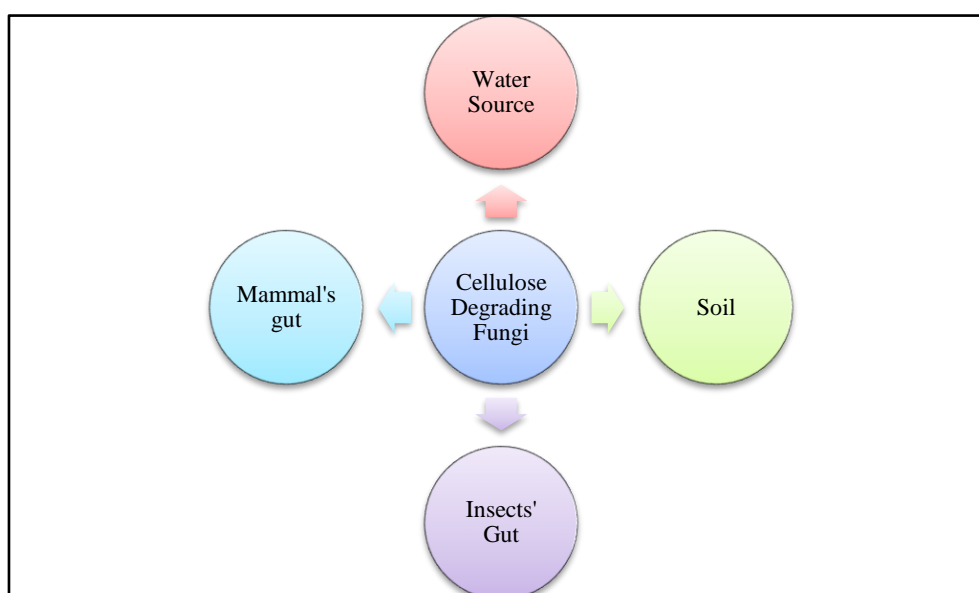 Water
Source
Mammal's
gut
Cellulose
Degrading
Fungi
Soil
Insects'
Gut